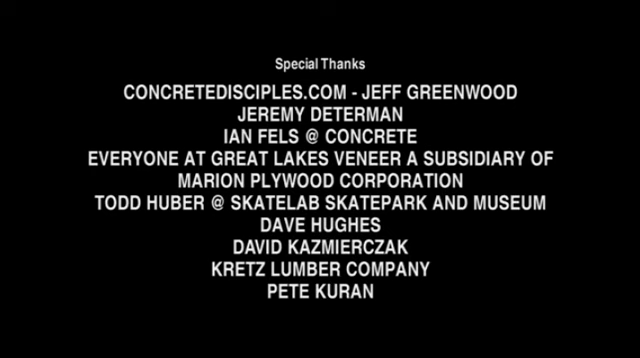 Special Thanks
CONCRETEDISCIPLES.COM - JEFF GREENWOOD
JEREMY DETERMAN
IAN FELS @ CONCRETE
EVERYONE AT GREAT LAKES VENEER A SUBSIDIARY OF
MARION PLYWOOD CORPORATION
TODD HUBER @ SKATELAB SKATEPARK AND MUSEUM
DAVE HUGHES
DAVID KAZMIERCZAK
KRETZ LUMBER COMPANY
PETE KURAN